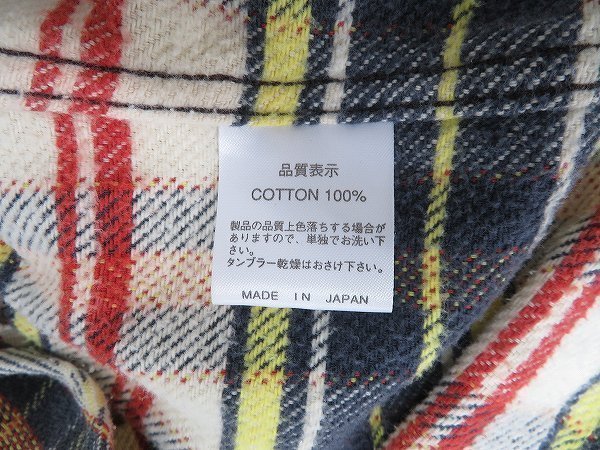 品質表示
COTTON 100%
製品の品質上色落ちする場合が
ありますので、単独でお洗い下
さい。
タンブラー乾燥はおさけ下さい。
MADE IN JAPAN